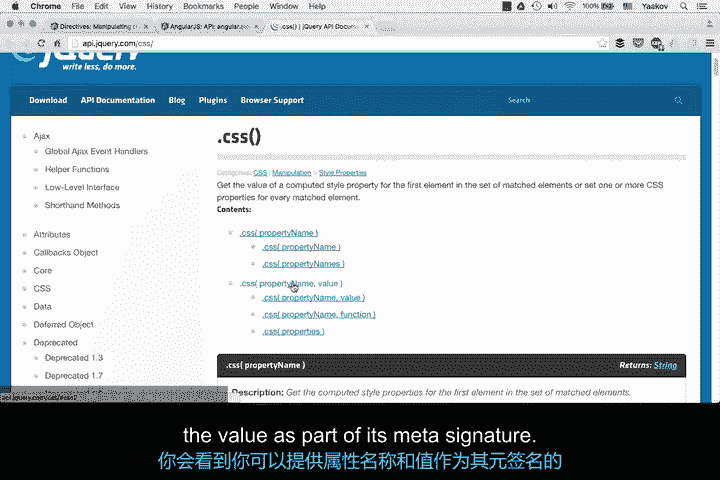 Chrome File Edit View History Bookmarks People Window Help
100% Fri 9:56 AM Yaakov
Directives: Manipulating c
AngularJS: API: angular.e
.css() | jQuery API Docume
api.jquery.com/css/
jQuery
write less, do more.
Download API Documentation Blog Plugins Browser Support
Search
Ajax
Global Ajax Event Handlers
Helper Functions
Low-Level Interface
Shorthand Methods
Attributes
Callbacks Object
Core
CSS
Data
Deferred Object
Deprecated
Deprecated 1.3
Deprecated 1.7
.css()
Categories: CSS | Manipulation > Style Properties
Get the value of a computed style property for the first element in the set of matched elements or set one or more CSS
properties for every matched element.
Contents:
.css( propertyName )
.css( propertyName )
.css( propertyNames )
.css( propertyName, value )
.css( propertyName, value )
.css( propertyName, function )
.css( properties )
.css( propertyName ) Returns: String
Description: Get the computed style properties for the first element in the set of matched elements.
the value as part of its meta signature.
你会看到你可以提供属性名称和值作为其元签名的